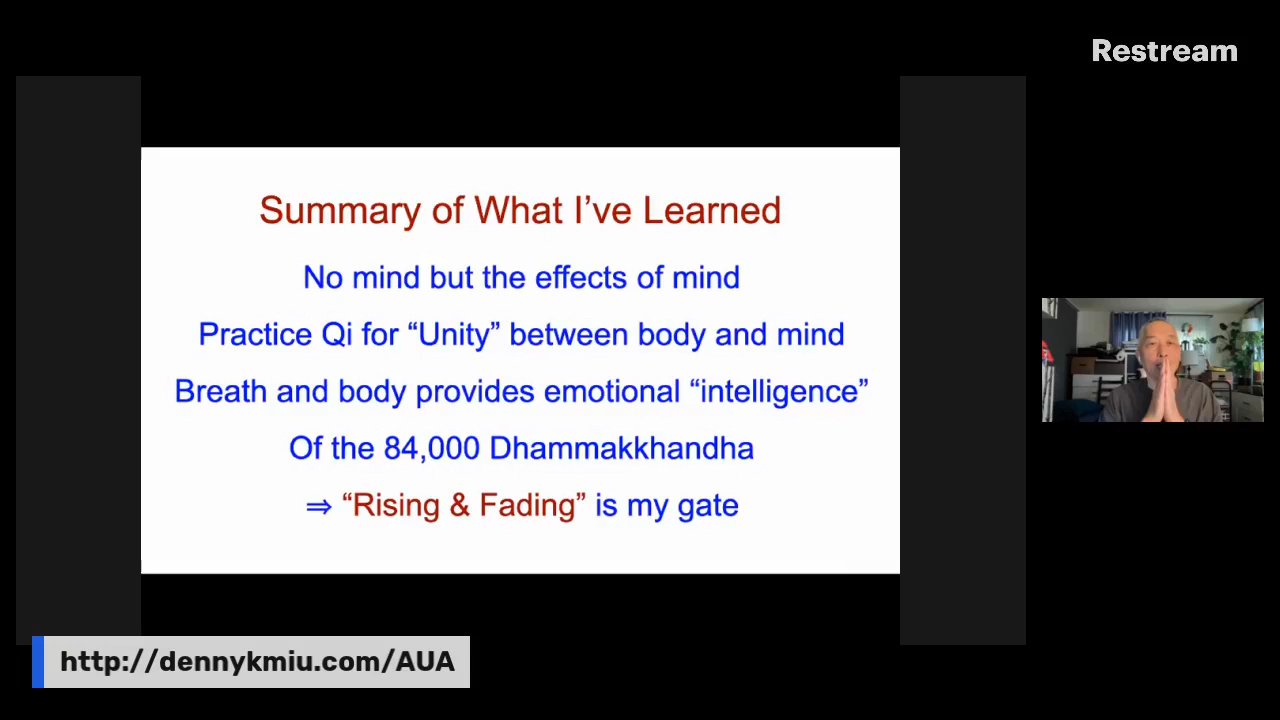 Restream
Summary of What I’ve Learned
No mind but the effects of mind
Practice Qi for “Unity” between body and mind
Breath and body provides emotional “intelligence”
Of the 84,000 Dhammakkhandha
⇒ “Rising & Fading” is my gate
http://dennykmiu.com/AUA